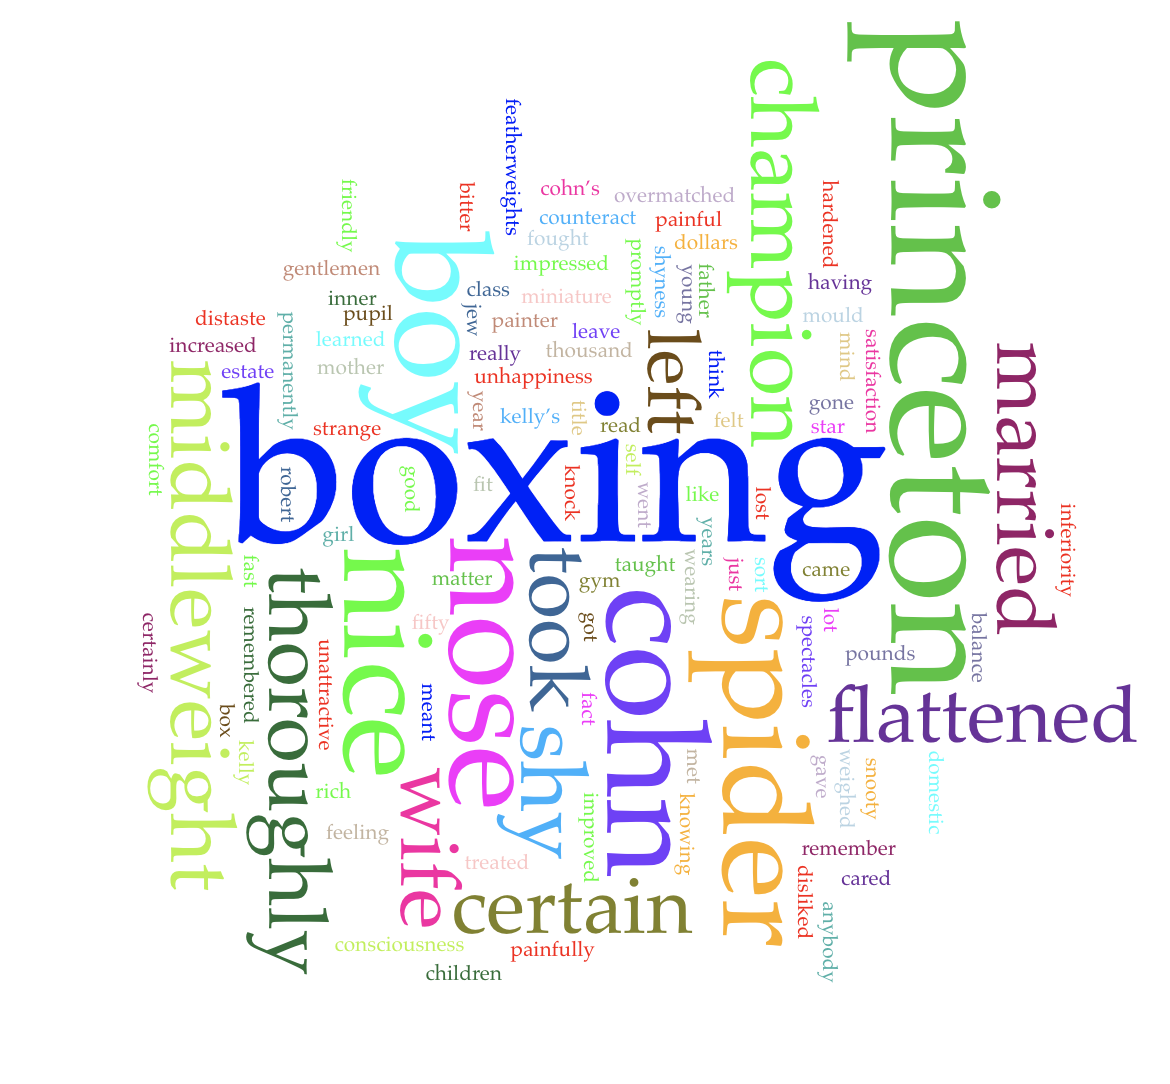 princeton
champion
featherweights
friendly
bitter
cohn’s
overmatched
hardened
counteract
painful
boy
fought
dollars
promptly
shyness
gentlemen
impressed
young
father
having
inner
class
miniature
pupil
jew
painter
leave
mould
distaste
permanently
learned
left
mind
satisfaction
increased
really
thousand
think
married
estate
mother
unhappiness
middleweight
boxing
year
kelly’s
title
read
felt
gone
star
strange
comfort
robert
good
fit
knock
self
went
like
lost
inferiority
girl
years
nice
nose
took
matter
gym
taught
wearing
just
sort
came
fast
thoroughly
cohn
spider
certainly
remembered
fifty
got
lot
spectacles
balance
unattractive
pounds
box
meant
fact
flattened
kelly
shy
met
gave
weighed
snooty
domestic
wife
rich
improved
knowing
feeling
treated
remember
disliked
cared
certain
anybody
consciousness
painfully
children